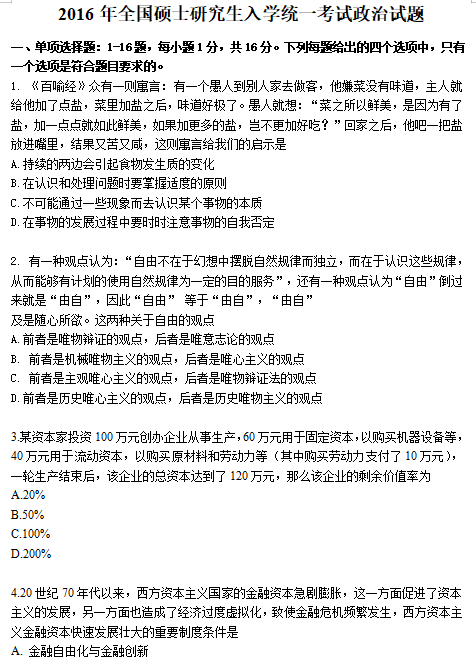 2016 年全国硕士研究生入学统一考试政治试题
一、单项选择题：1-16 题，每小题 1 分，共 16 分。下列每题给出的四个选项中，只有
一个选项是符合题目要求的。
1. 《百喻经》众有一则寓言：有一个愚人到别人家去做客，他嫌菜没有味道，主人就
给他加了点盐，菜里加盐之后，味道好极了。愚人就想：“菜之所以鲜美，是因为有了
盐，加一点点就如此鲜美，如果加更多的盐，岂不更加好吃？”回家之后，他吧一把盐
放进嘴里，结果又苦又咸，这则寓言给我们的启示是
A. 持续的两边会引起食物发生质的变化
B. 在认识和处理问题时要掌握适度的原则
C. 不可能通过一些现象而去认识某个事物的本质
D. 在事物的发展过程中要时时注意事物的自我否定
2. 有一种观点认为：“自由不在于幻想中摆脱自然规律而独立，而在于认识这些规律，
从而能够有计划的使用自然规律为一定的目的服务”，还有一种观点认为“自由”倒过
来就是“由自”，因此“自由” 等于“由自”，“由自”
及是随心所欲。这两种关于自由的观点
A. 前者是唯物辩证的观点，后者是唯意志论的观点
B. 前者是机械唯物主义的观点，后者是唯心主义的观点
C. 前者是主观唯心主义的观点，后者是唯物辩证法的观点
D. 前者是历史唯心主义的观点，后者是历史唯物主义的观点
3.某资本家投资 100 万元创办企业从事生产，60 万元用于固定资本，以购买机器设备等，
40 万元用于流动资本，以购买原材料和劳动力等（其中购买劳动力支付了 10 万元），
一轮生产结束后，该企业的总资本达到了 120 万元，那么该企业的剩余价值率为
A.20%
B.50%
C.100%
D.200%
4.20 世纪 70 年代以来，西方资本主义国家的金融资本急剧膨胀，这一方面促进了资本
主义的发展，另一方面也造成了经济过度虚拟化，致使金融危机频繁发生，西方资本主
义金融资本快速发展壮大的重要制度条件是
A. 金融自由化与金融创新